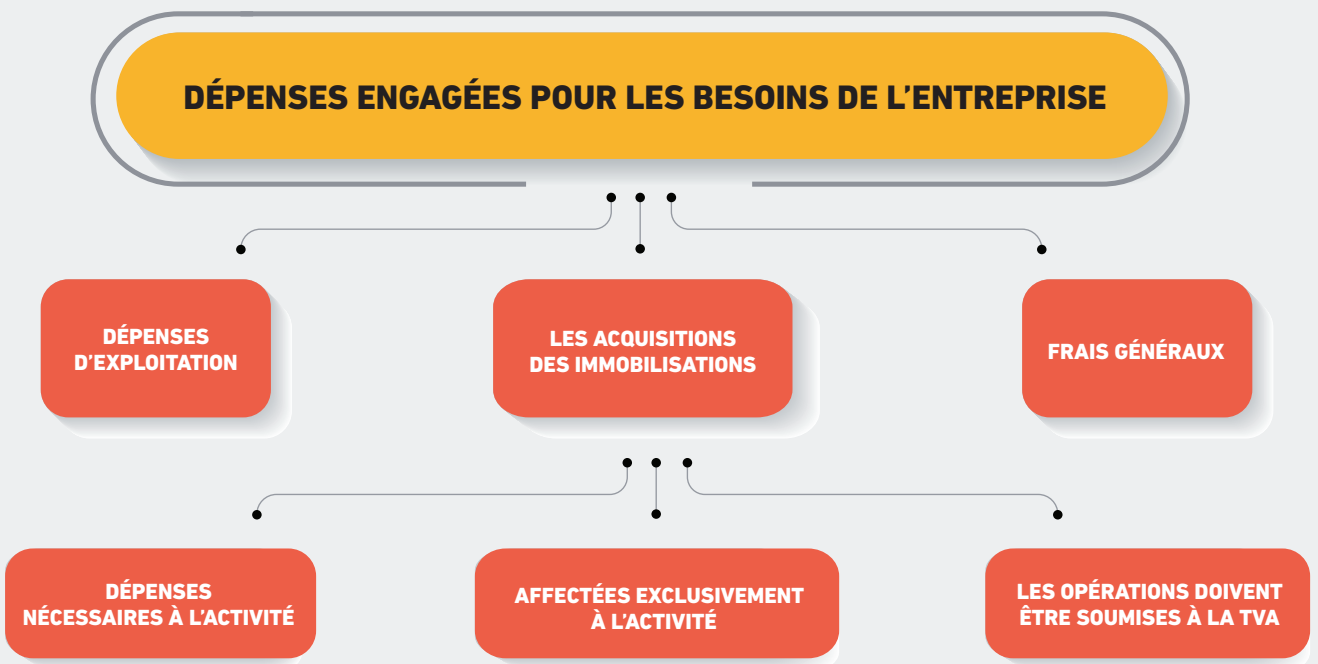 DÉPENSES ENGAGÉES POUR LES BESOINS DE L'ENTREPRISE
DÉPENSES
D'EXPLOITATION
LES ACQUISITIONS
DES IMMOBILISATIONS
FRAIS GÉNÉRAUX
DÉPENSES
NÉCESSAIRES À L'ACTIVITÉ
AFFECTÉES EXCLUSIVEMENT
À L'ACTIVITÉ
LES OPÉRATIONS DOIVENT
ÊTRE SOUMISES À LA TVA